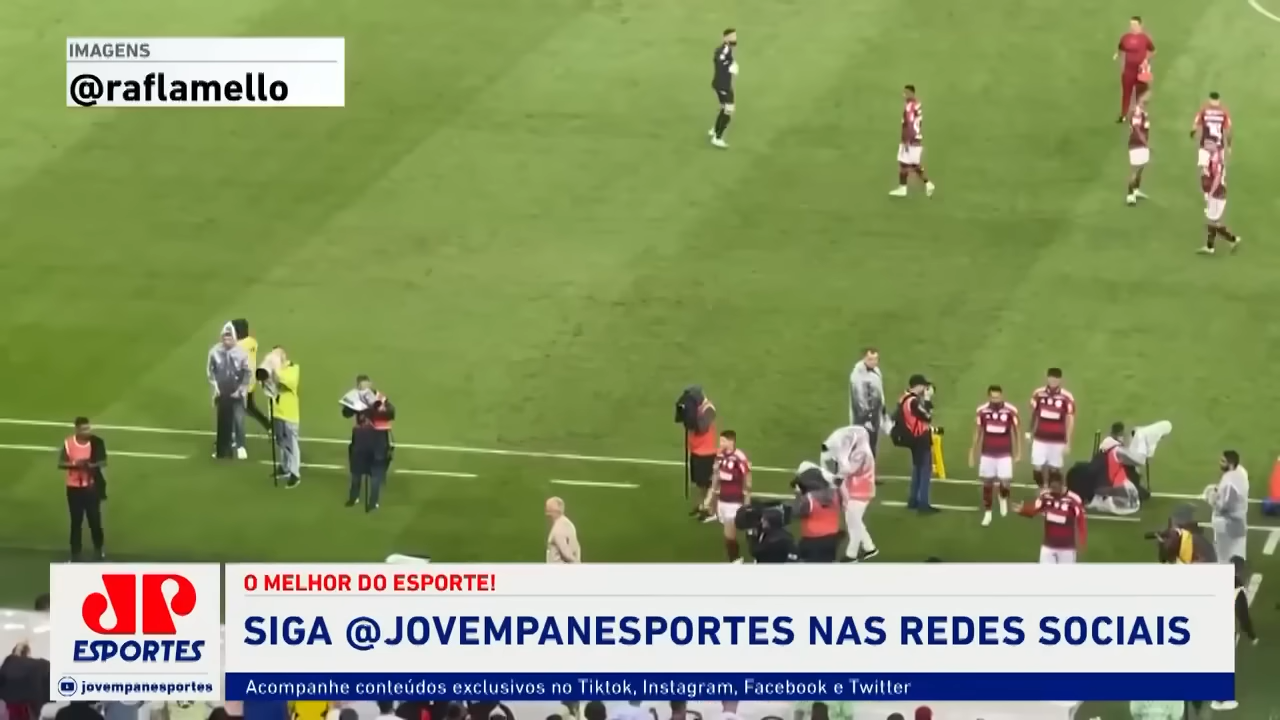 IMAGENS
@raflamello
JP
ESPORTES
jovempanesportes
O MELHOR DO ESPORTE!
SIGA @JOVEMPANESPORTES NAS REDES SOCIAIS
Acompanhe conteúdos exclusivos no Tiktok, Instagram, Facebook e Twitter